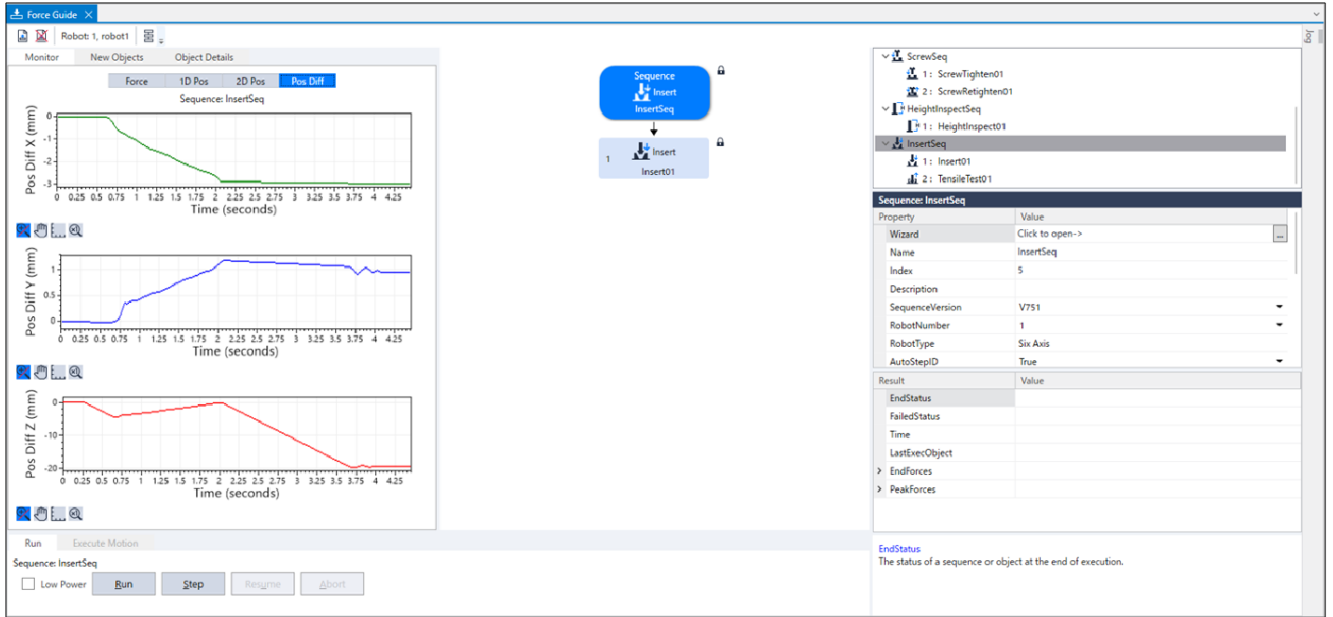 Force Guide
Robot: 1, robot1
Jog
Monitor New Objects Object Details
Force 1D Pos 2D Pos Pos Diff
Sequence: InsertSeq
Pos Diff X (mm)
0
-1
-2
-3
0 0.25 0.5 0.75 1 1.25 1.5 1.75 2 2.25 2.5 2.75 3 3.25 3.5 3.75 4 4.25
Time (seconds)
Pos Diff Y (mm)
1
0.5
0
0 0.25 0.5 0.75 1 1.25 1.5 1.75 2 2.25 2.5 2.75 3 3.25 3.5 3.75 4 4.25
Time (seconds)
Pos Diff Z (mm)
0
-10
-20
0 0.25 0.5 0.75 1 1.25 1.5 1.75 2 2.25 2.5 2.75 3 3.25 3.5 3.75 4 4.25
Time (seconds)
Sequence
Insert
InsertSeq
1 Insert
Insert01
ScrewSeq
1 : ScrewTighten01
2 : ScrewRetighten01
HeightInspectSeq
1 : HeightInspect01
InsertSeq
1 : Insert01
2 : TensileTest01
Sequence: InsertSeq
Property Value
Wizard Click to open-> ...
Name InsertSeq
Index 5
Description
SequenceVersion V751
RobotNumber 1
RobotType Six Axis
AutoStepID True
Result Value
EndStatus
FailedStatus
Time
LastExecObject
EndForces
PeakForces
EndStatus
The status of a sequence or object at the end of execution.
Run Execute Motion
Sequence: InsertSeq
Low Power Run Step Resume Abort